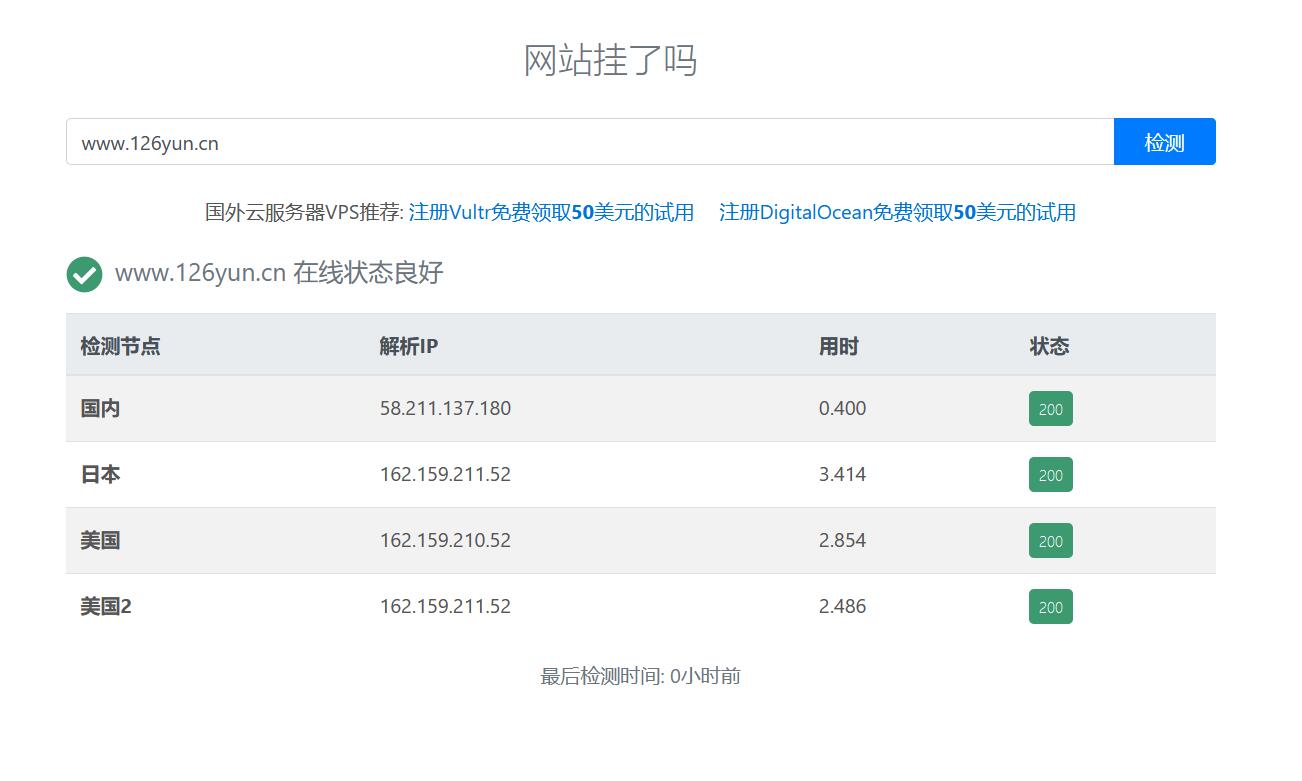 网站挂了吗
www.126yun.cn 检测
国外云服务器VPS推荐: 注册Vultr免费领取50美元的试用 注册DigitalOcean免费领取50美元的试用
www.126yun.cn 在线状态良好
检测节点 解析IP 用时 状态
国内 58.211.137.180 0.400 200
日本 162.159.211.52 3.414 200
美国 162.159.210.52 2.854 200
美国2 162.159.211.52 2.486 200
最后检测时间: 0小时前